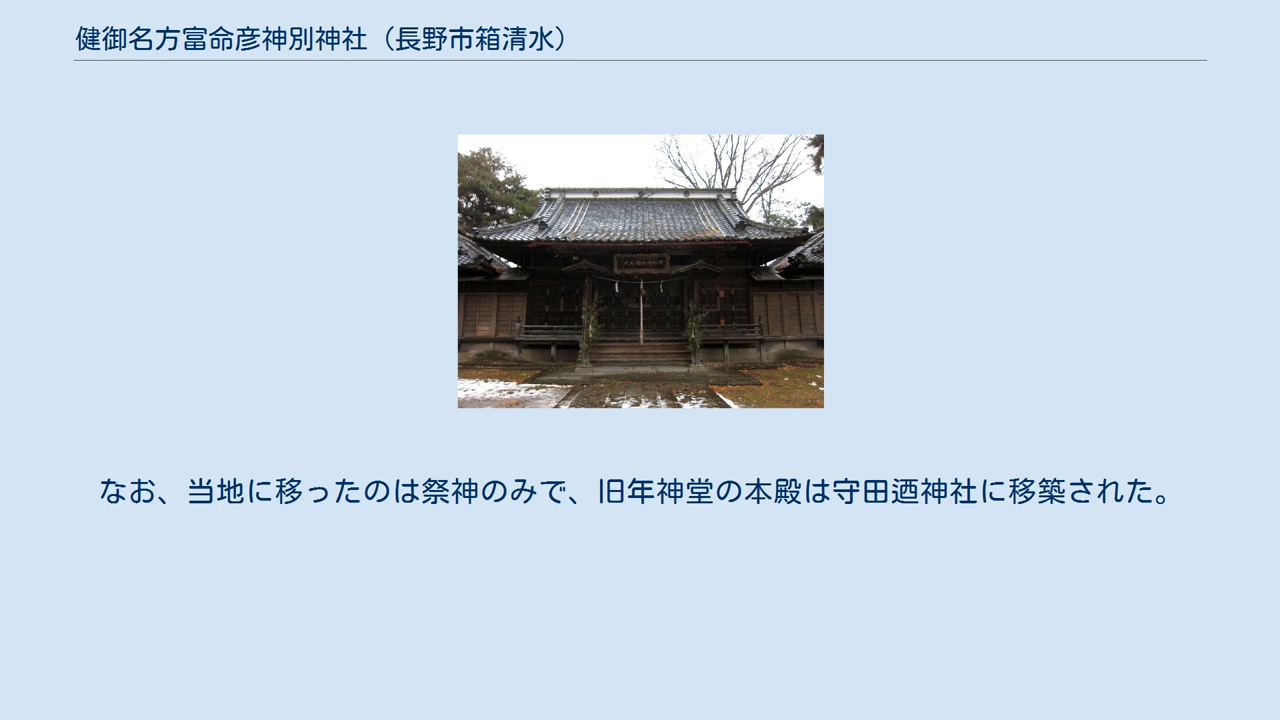 健御名方富命彦神別神社（長野市箱清水）
なお、当地に移ったのは祭神のみで、旧年神堂の本殿は守田迺神社に移築された。